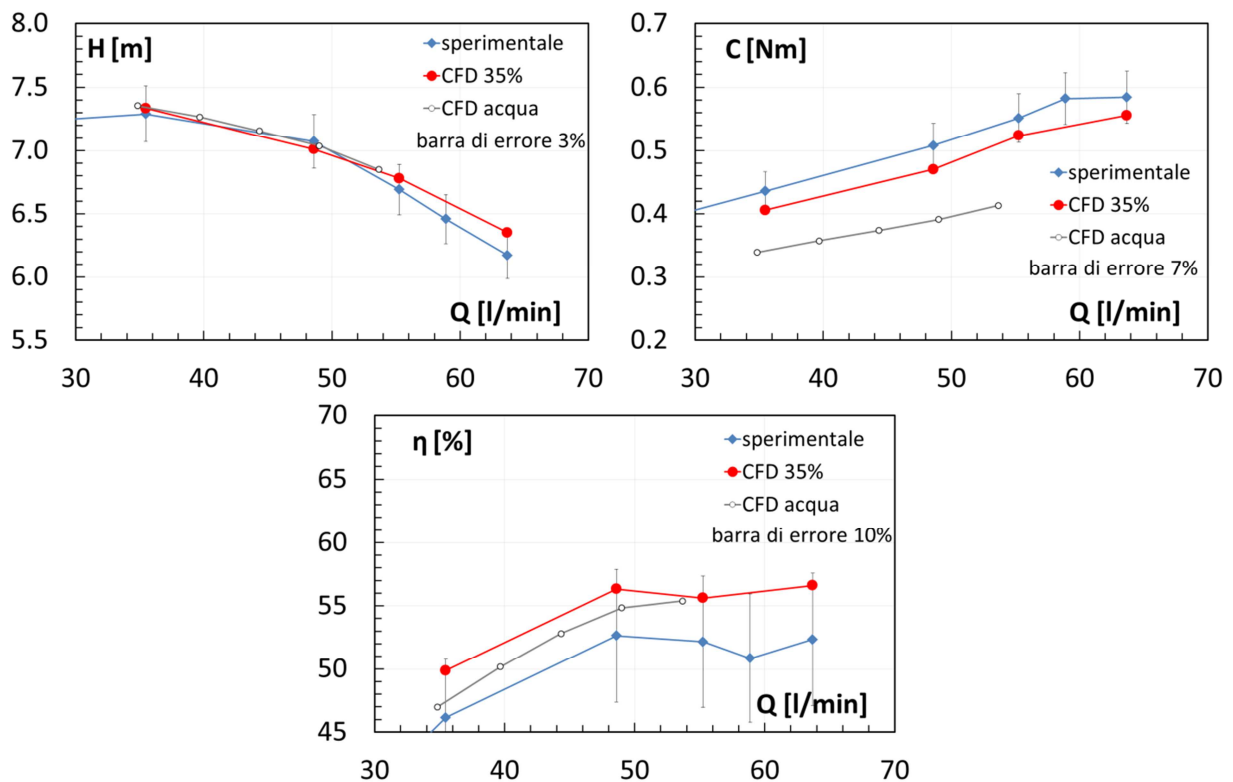 H [m]
sperimentale
CFD 35%
CFD acqua
barra di errore 3%
8.0
7.5
7.0
6.5
6.0
5.5
Q [l/min]
30 40 50 60 70
C [Nm]
sperimentale
CFD 35%
CFD acqua
barra di errore 7%
0.7
0.6
0.5
0.4
0.3
0.2
Q [l/min]
30 40 50 60 70
η [%]
sperimentale
CFD 35%
CFD acqua
barra di errore 10%
70
65
60
55
50
45
Q [l/min]
30 40 50 60 70